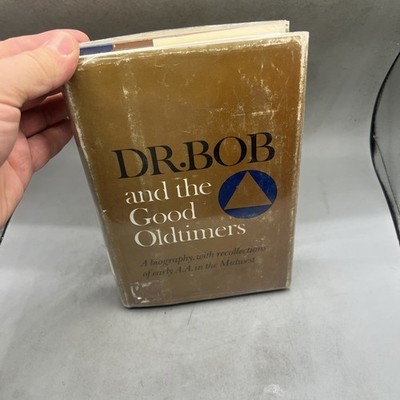 DR. BOB
and the
Good
Oldtimers
A biography, with recollections
of early A.A. in the Midwest